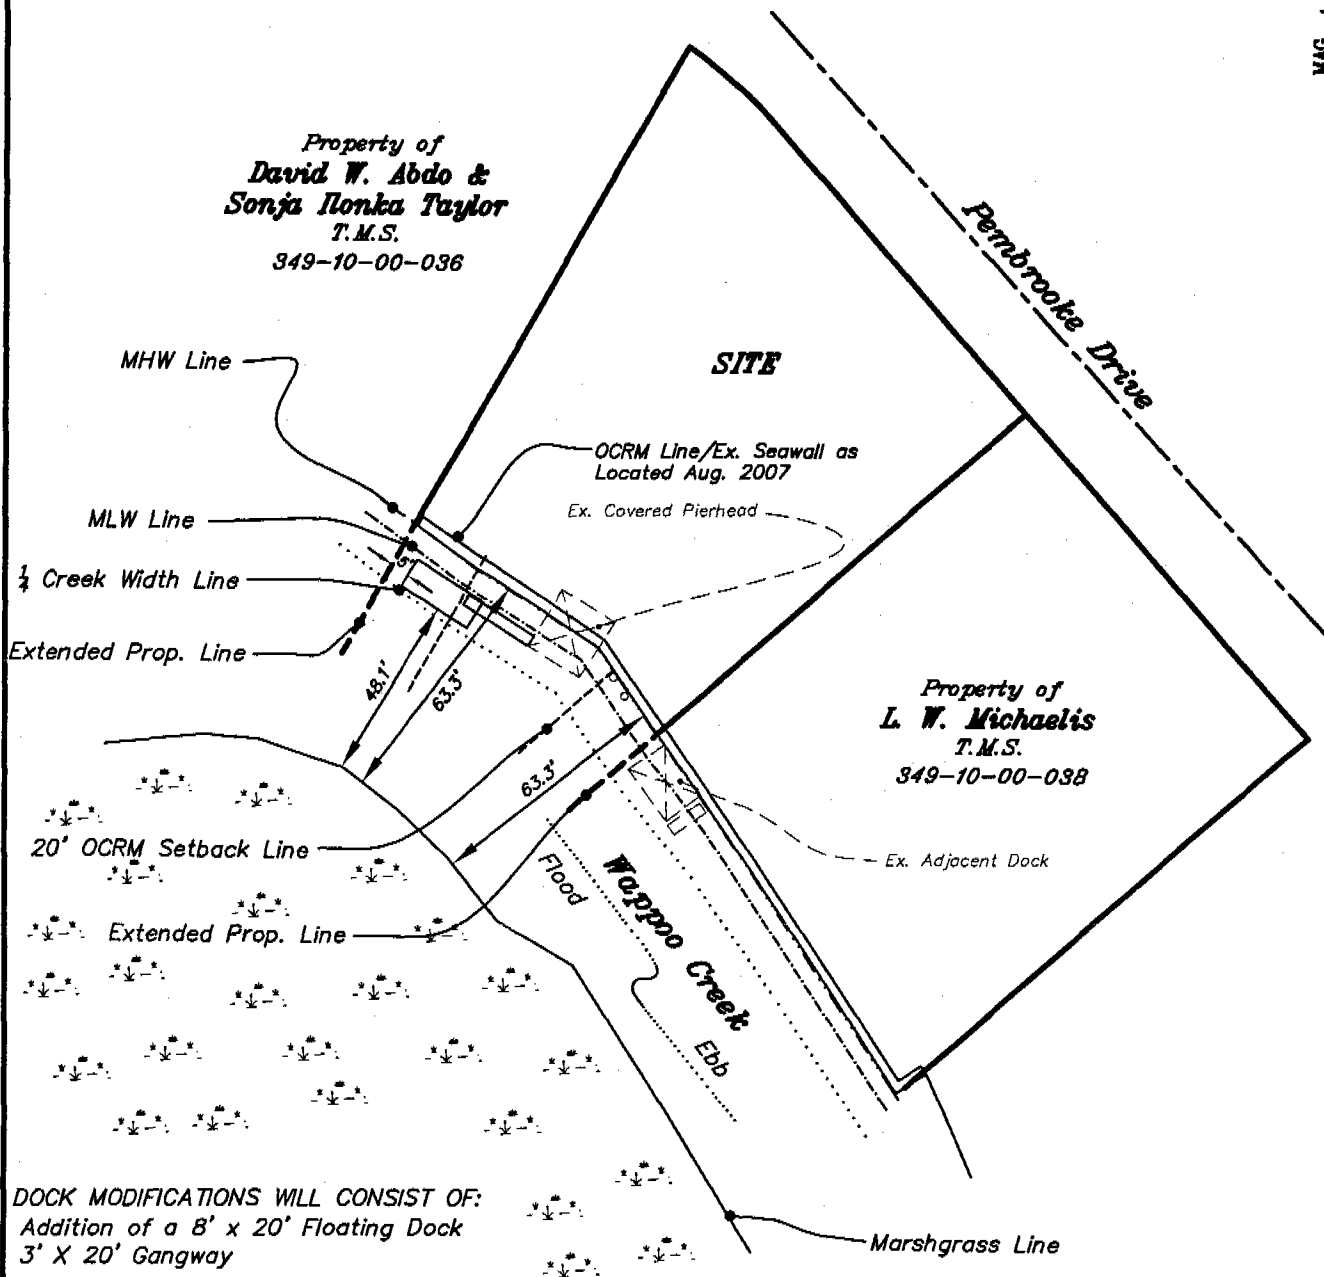 MAG
Property of
David W. Abdo &
Sonja Ilonka Taylor
T.M.S.
349-10-00-036
Pembrooke Drive
SITE
MHW Line
OCRM Line/Ex. Seawall as
Located Aug. 2007
Ex. Covered Pierhead
MLW Line
1/4 Creek Width Line
5'
Extended Prop. Line
48.1'
63.3'
63.3'
Property of
L. W. Michaelis
T.M.S.
349-10-00-038
20' OCRM Setback Line
Ex. Adjacent Dock
Flood
Wappoo Creek
Ebb
Extended Prop. Line
DOCK MODIFICATIONS WILL CONSIST OF:
Addition of a 8' x 20' Floating Dock
3' X 20' Gangway
Marshgrass Line